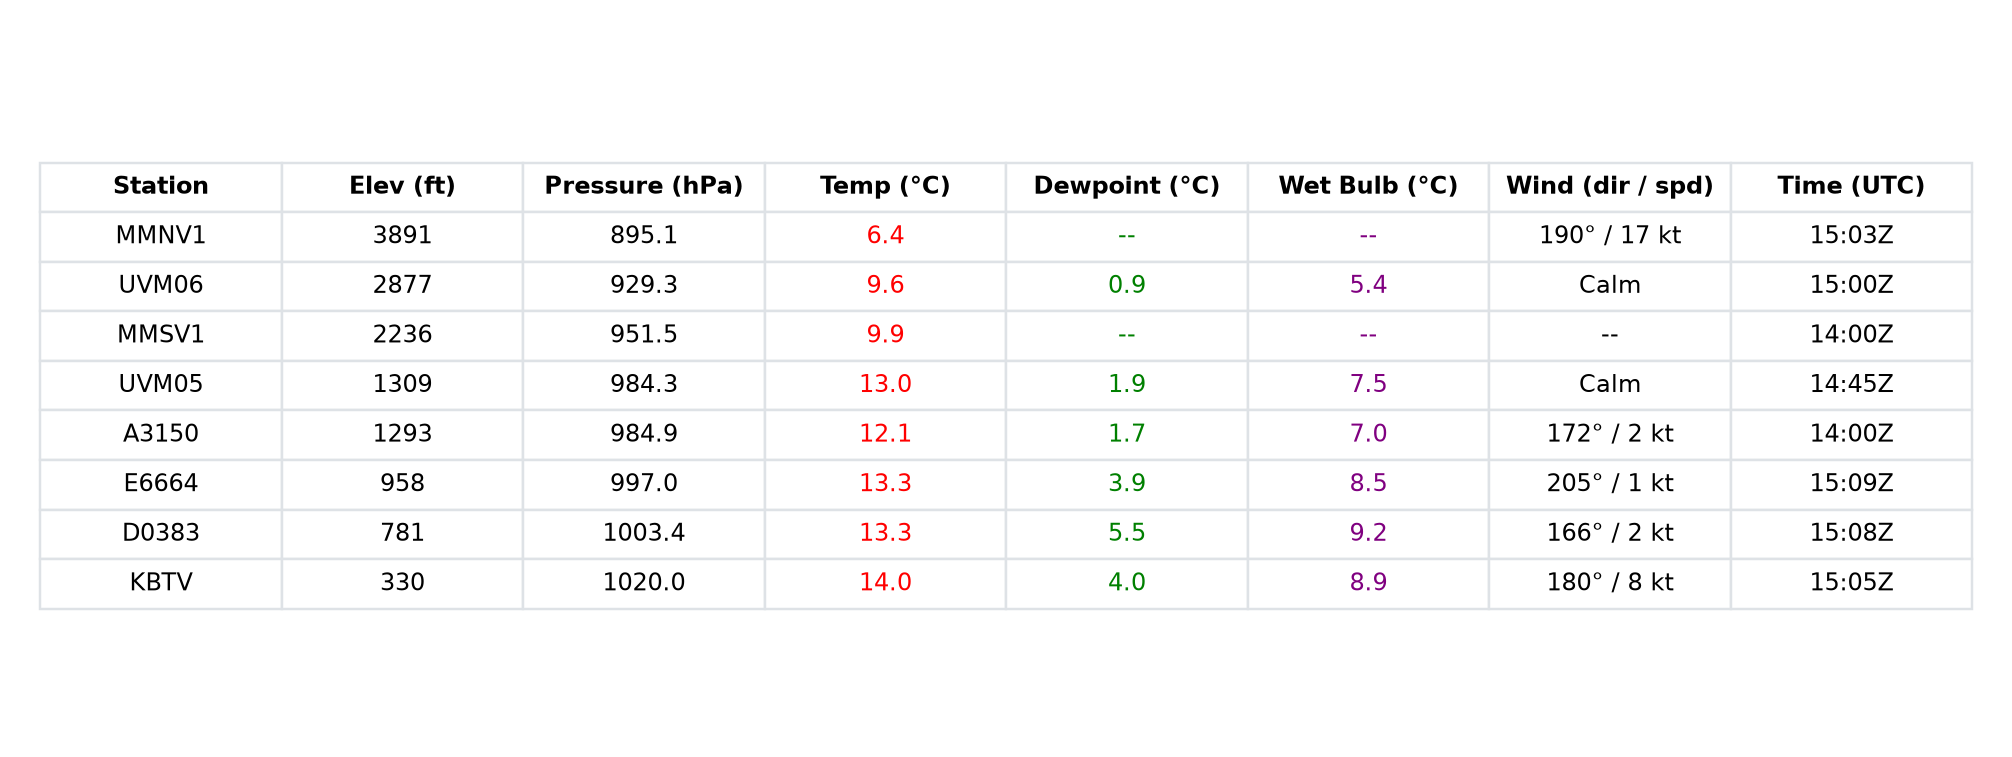 Station Elev (ft) Pressure (hPa) Temp (°C) Dewpoint (°C) Wet Bulb (°C) Wind (dir / spd) Time (UTC)
MMNV1 3891 895.1 6.4 -- -- 190° / 17 kt 15:03Z
UVM06 2877 929.3 9.6 0.9 5.4 Calm 15:00Z
MMSV1 2236 951.5 9.9 -- -- -- 14:00Z
UVM05 1309 984.3 13.0 1.9 7.5 Calm 14:45Z
A3150 1293 984.9 12.1 1.7 7.0 172° / 2 kt 14:00Z
E6664 958 997.0 13.3 3.9 8.5 205° / 1 kt 15:09Z
D0383 781 1003.4 13.3 5.5 9.2 166° / 2 kt 15:08Z
KBTV 330 1020.0 14.0 4.0 8.9 180° / 8 kt 15:05Z